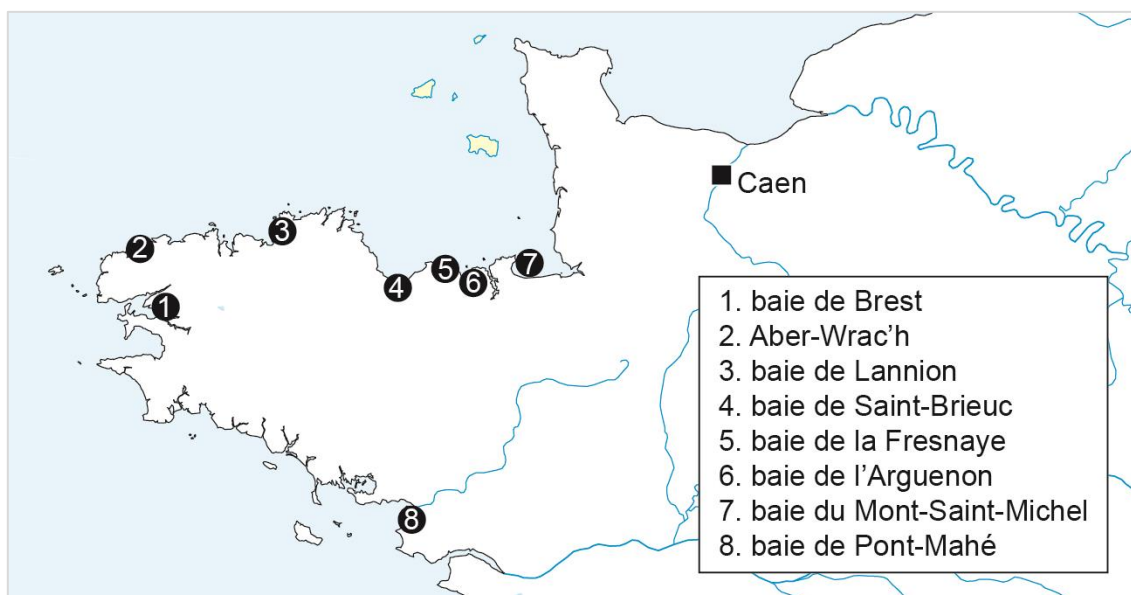 Caen
1
2
3
4
5
6
7
8
1. baie de Brest
2. Aber-Wrac’h
3. baie de Lannion
4. baie de Saint-Brieuc
5. baie de la Fresnaye
6. baie de l’Arguenon
7. baie du Mont-Saint-Michel
8. baie de Pont-Mahé